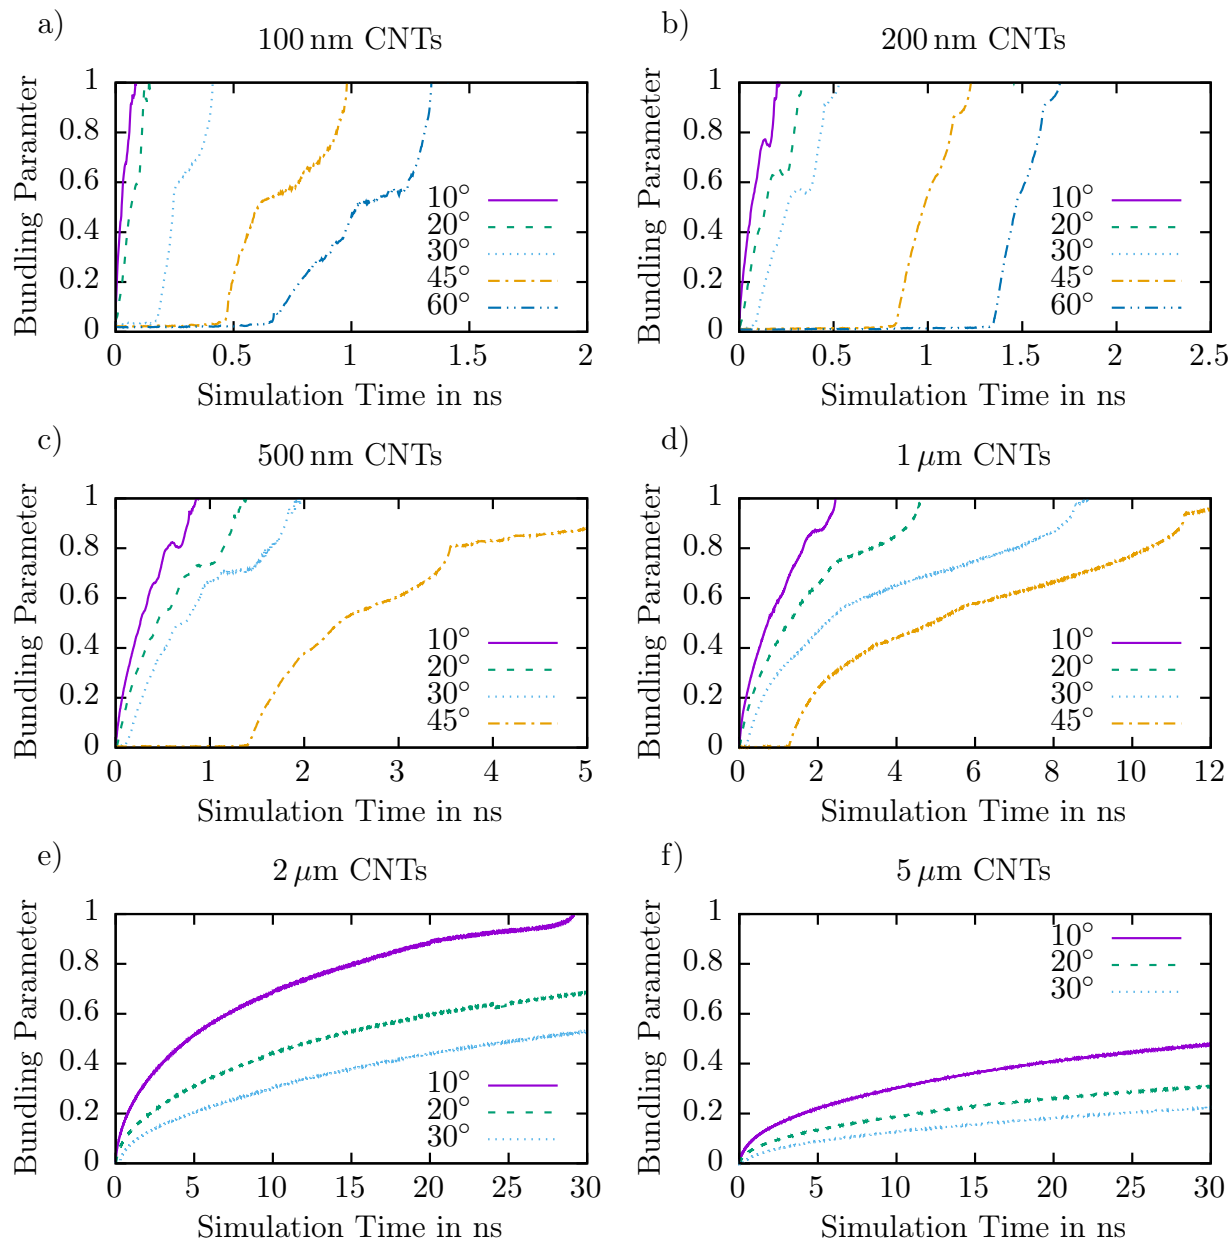 a)
100 nm CNTs
Bundling Paramter
1
0.8
0.6
0.4
0.2
0
10°
20°
30°
45°
60°
0 0.5 1 1.5 2
Simulation Time in ns
b)
200 nm CNTs
Bundling Parameter
1
0.8
0.6
0.4
0.2
0
10°
20°
30°
45°
60°
0 0.5 1 1.5 2 2.5
Simulation Time in ns
c)
500 nm CNTs
Bundling Parameter
1
0.8
0.6
0.4
0.2
0
10°
20°
30°
45°
0 1 2 3 4 5
Simulation Time in ns
d)
1 μm CNTs
Bundling Parameter
1
0.8
0.6
0.4
0.2
0
10°
20°
30°
45°
0 2 4 6 8 10 12
Simulation Time in ns
e)
2 μm CNTs
Bundling Parameter
1
0.8
0.6
0.4
0.2
0
10°
20°
30°
0 5 10 15 20 25 30
Simulation Time in ns
f)
5 μm CNTs
Bundling Parameter
1
0.8
0.6
0.4
0.2
0
10°
20°
30°
0 5 10 15 20 25 30
Simulation Time in ns